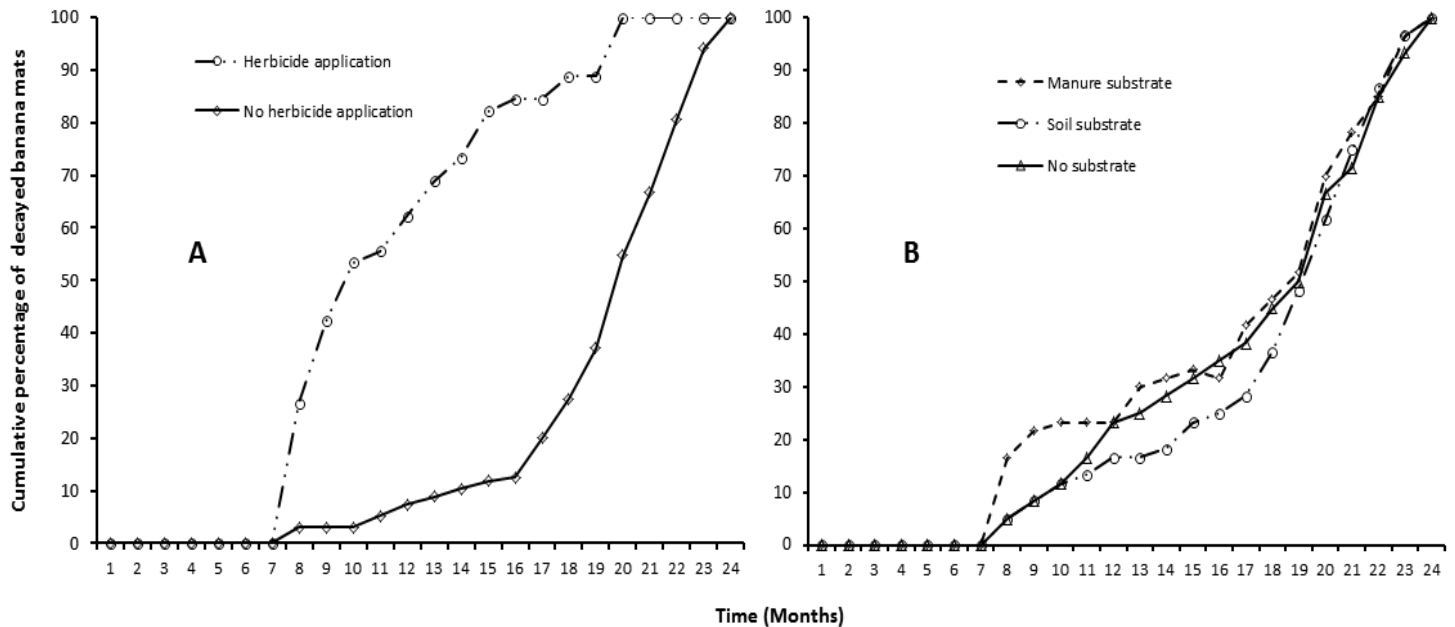 Cumulative percentage of decayed banana mats
100
90
80
70
60
50
40
30
20
10
0
Herbicide application
No herbicide application
A
1 2 3 4 5 6 7 8 9 10 11 12 13 14 15 16 17 18 19 20 21 22 23 24
100
90
80
70
60
50
40
30
20
10
0
Manure substrate
Soil substrate
No substrate
B
1 2 3 4 5 6 7 8 9 10 11 12 13 14 15 16 17 18 19 20 21 22 23 24
Time (Months)